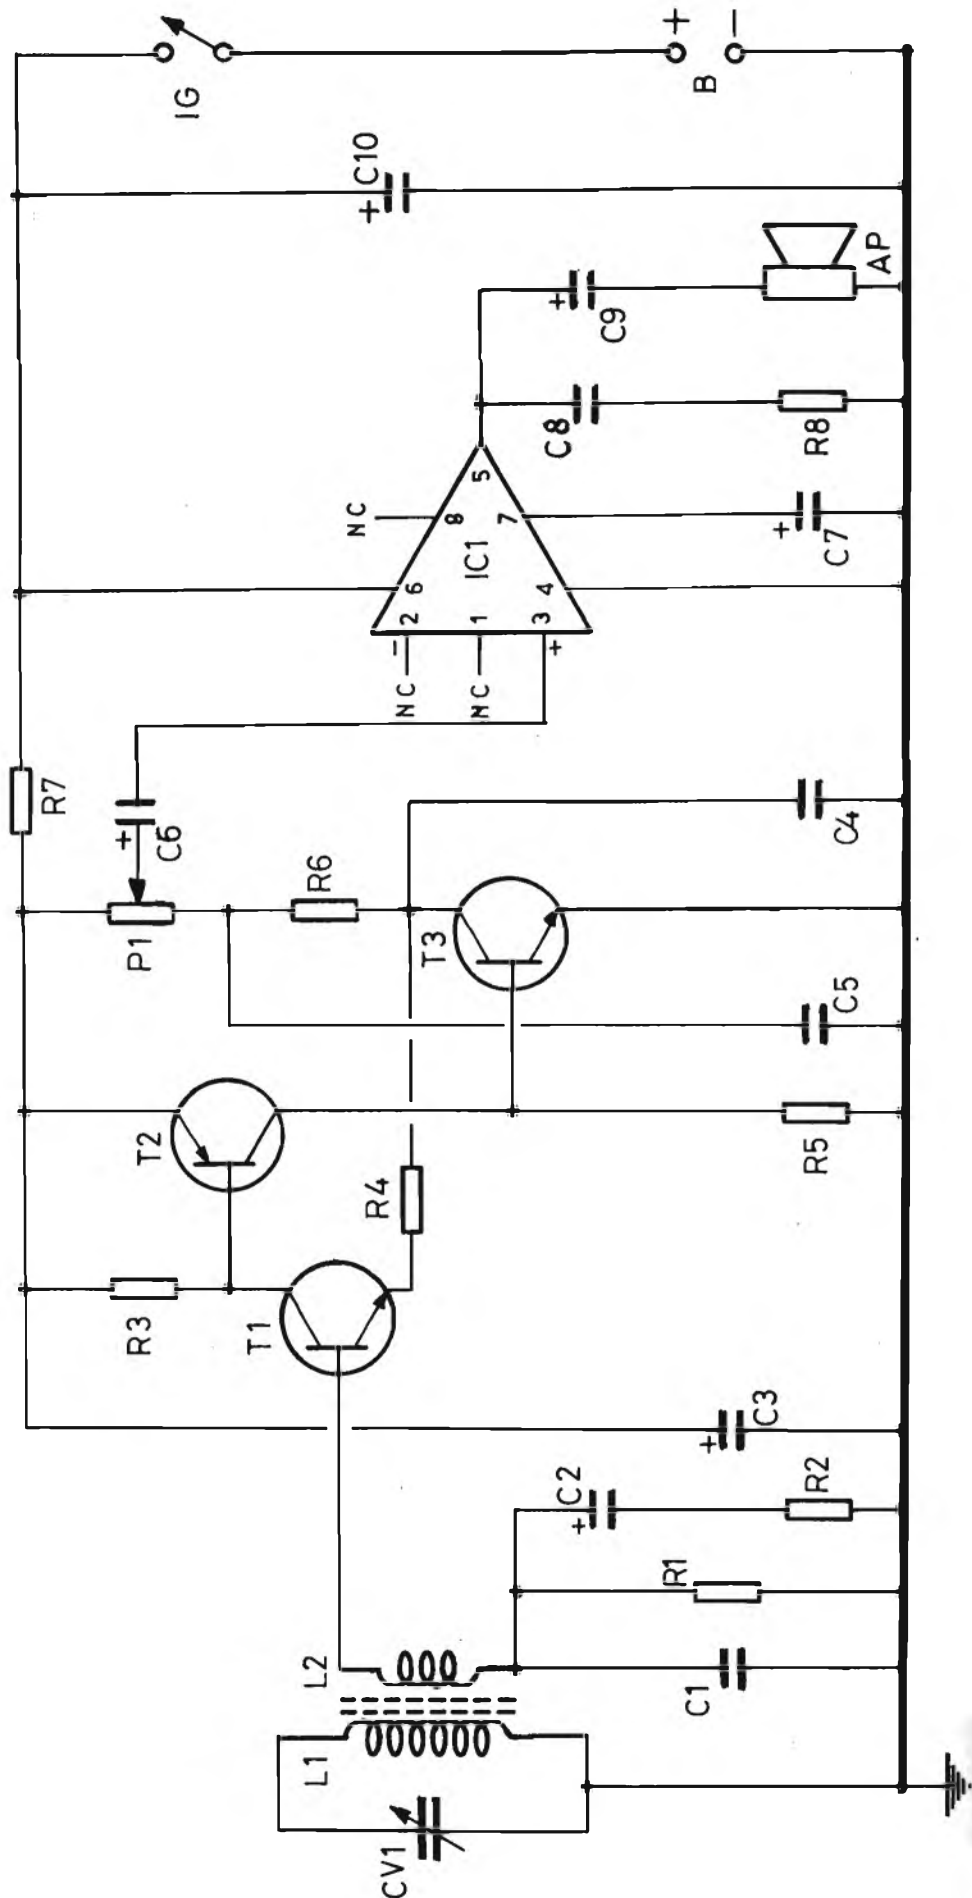 CV1
L1
L2
C1
R1
C2
+
R2
C3
+
T1
R3
R4
T2
R5
C5
P1
R6
T3
C6
+
R7
C4
NC
NC
NC
2
-
1
3
+
6
8
IC1
4
7
5
C7
+
C8
R8
C9
+
AP
C10
+
IG
B
+
-